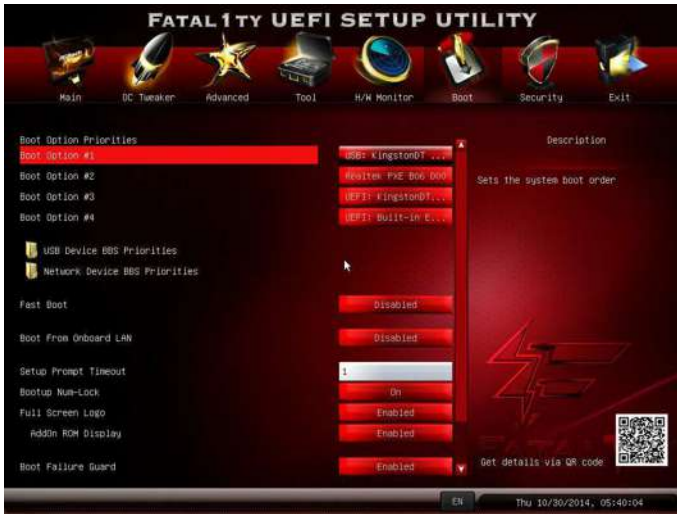 FATAL1TY UEFI SETUP UTILITY
Main OC Tweaker Advanced Tool H/W Monitor Boot Security Exit
Boot Option Priorities
Description
Boot Option #1 USB: KingstonDT ...
Boot Option #2 Realtek PXE B06 D00
Sets the system boot order
Boot Option #3 UEFI: KingstonDT...
Boot Option #4 UEFI: Built-in E...
USB Device BBS Priorities
Network Device BBS Priorities
Fast Boot Disabled
Boot From Onboard LAN Disabled
Setup Prompt Timeout 1
Bootup Num-Lock On
Full Screen Logo Enabled
AddOn ROM Display Enabled
Boot Failure Guard Enabled
Get details via QR code
EN Thu 10/30/2014, 05:40:04